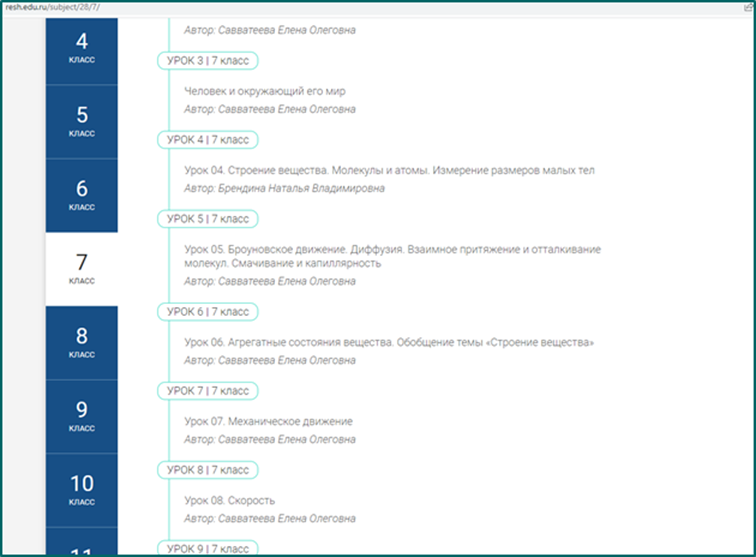 resh.edu.ru/subject/28/7/
4
КЛАСС
5
КЛАСС
6
КЛАСС
7
КЛАСС
8
КЛАСС
9
КЛАСС
10
КЛАСС
11
Автор: Савватеева Елена Олеговна
УРОК 3 | 7 класс
Человек и окружающий его мир
Автор: Савватеева Елена Олеговна
УРОК 4 | 7 класс
Урок 04. Строение вещества. Молекулы и атомы. Измерение размеров малых тел
Автор: Брендина Наталья Владимировна
УРОК 5 | 7 класс
Урок 05. Броуновское движение. Диффузия. Взаимное притяжение и отталкивание
молекул. Смачивание и капиллярность
Автор: Савватеева Елена Олеговна
УРОК 6 | 7 класс
Урок 06. Агрегатные состояния вещества. Обобщение темы «Строение вещества»
Автор: Савватеева Елена Олеговна
УРОК 7 | 7 класс
Урок 07. Механическое движение
Автор: Савватеева Елена Олеговна
УРОК 8 | 7 класс
Урок 08. Скорость
Автор: Савватеева Елена Олеговна
УРОК 9 | 7 класс